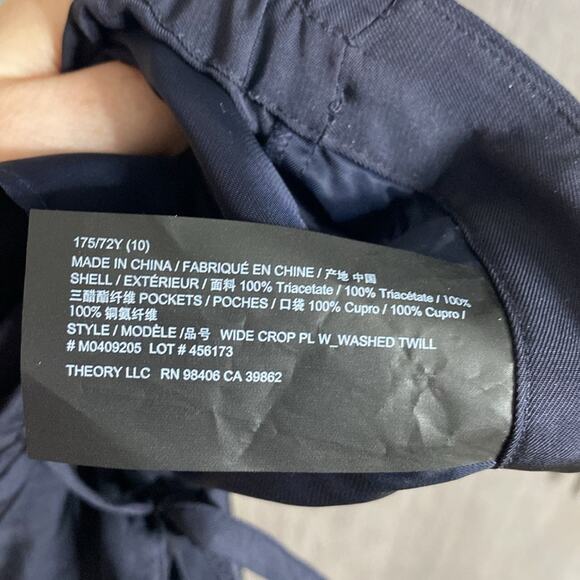 175/72Y (10)
MADE IN CHINA / FABRIQUÉ EN CHINE / 产地 中国
SHELL / EXTÉRIEUR / 面料 100% Triacetate / 100% Triacétate / 100%
三醋酯纤维 POCKETS / POCHES / 口袋 100% Cupro / 100% Cupro /
100% 铜氨纤维
STYLE / MODÈLE /品号 WIDE CROP PL W_WASHED TWILL
# M0409205 LOT # 456173
THEORY LLC RN 98406 CA 39862